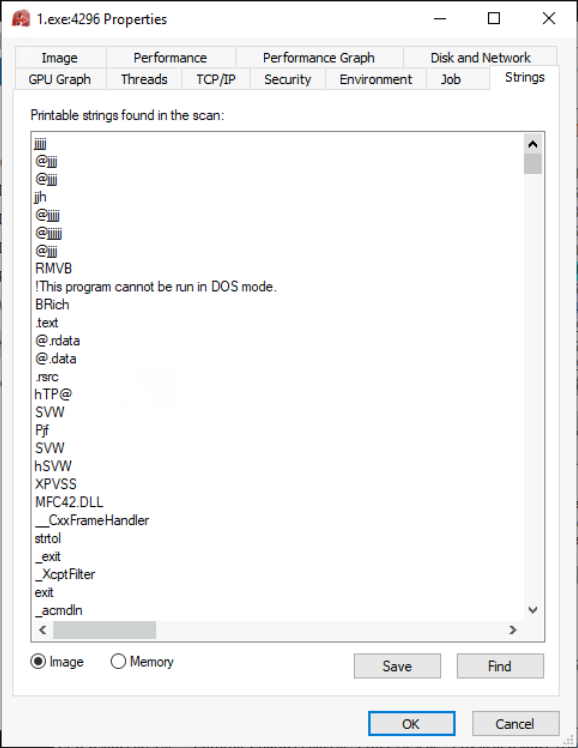 1.exe:4296 Properties
Image Performance Performance Graph Disk and Network
GPU Graph Threads TCP/IP Security Environment Job Strings
Printable strings found in the scan:
jjjjj
@jjjj
@jjjj
jjh
@jjjjj
@jjjjjj
@jjjj
RMVB
!This program cannot be run in DOS mode.
BRich
.text
@.rdata
@.data
.rsrc
hTP@
SVW
Pjf
SVW
hSVW
XPVSS
MFC42.DLL
__CxxFrameHandler
strtol
_exit
_XcptFilter
exit
_acmdln
Image Memory Save Find
OK Cancel